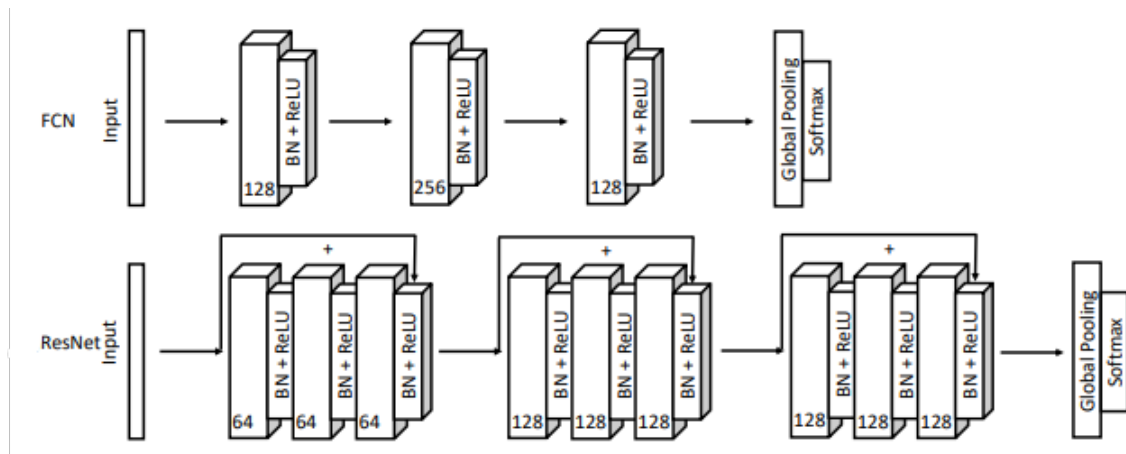 FCN
Input
128
BN + ReLU
256
BN + ReLU
128
BN + ReLU
Global Pooling
Softmax
ResNet
Input
+
64
BN + ReLU
64
BN + ReLU
64
BN + ReLU
+
128
BN + ReLU
128
BN + ReLU
128
BN + ReLU
+
128
BN + ReLU
128
BN + ReLU
128
BN + ReLU
Global Pooling
Softmax